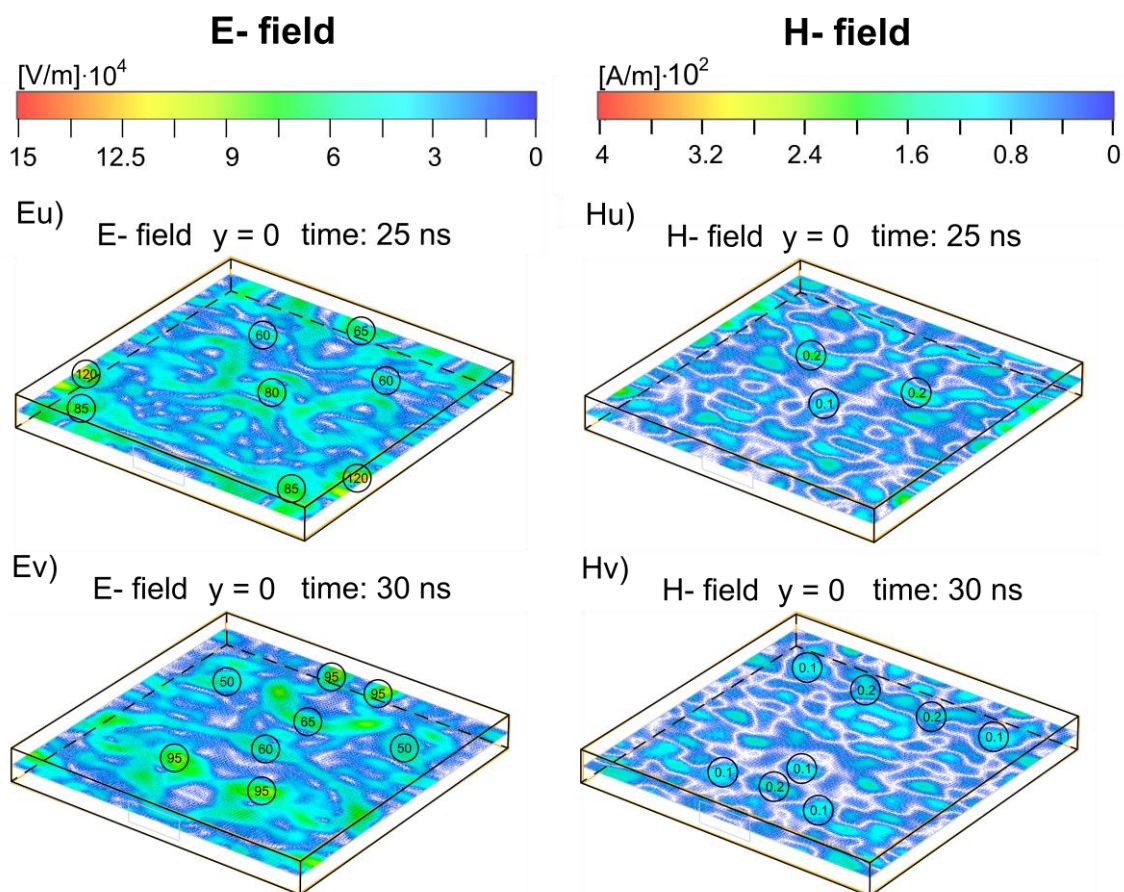 E- field
H- field
[V/m]·10⁴
[A/m]·10²
15 12.5 9 6 3 0
4 3.2 2.4 1.6 0.8 0
Eu)
E- field y = 0 time: 25 ns
60
65
120
60
80
85
85
120
Hu)
H- field y = 0 time: 25 ns
0.2
0.2
0.1
Ev)
E- field y = 0 time: 30 ns
50
95
95
65
60
50
95
95
Hv)
H- field y = 0 time: 30 ns
0.1
0.2
0.2
0.1
0.1
0.1
0.2
0.1